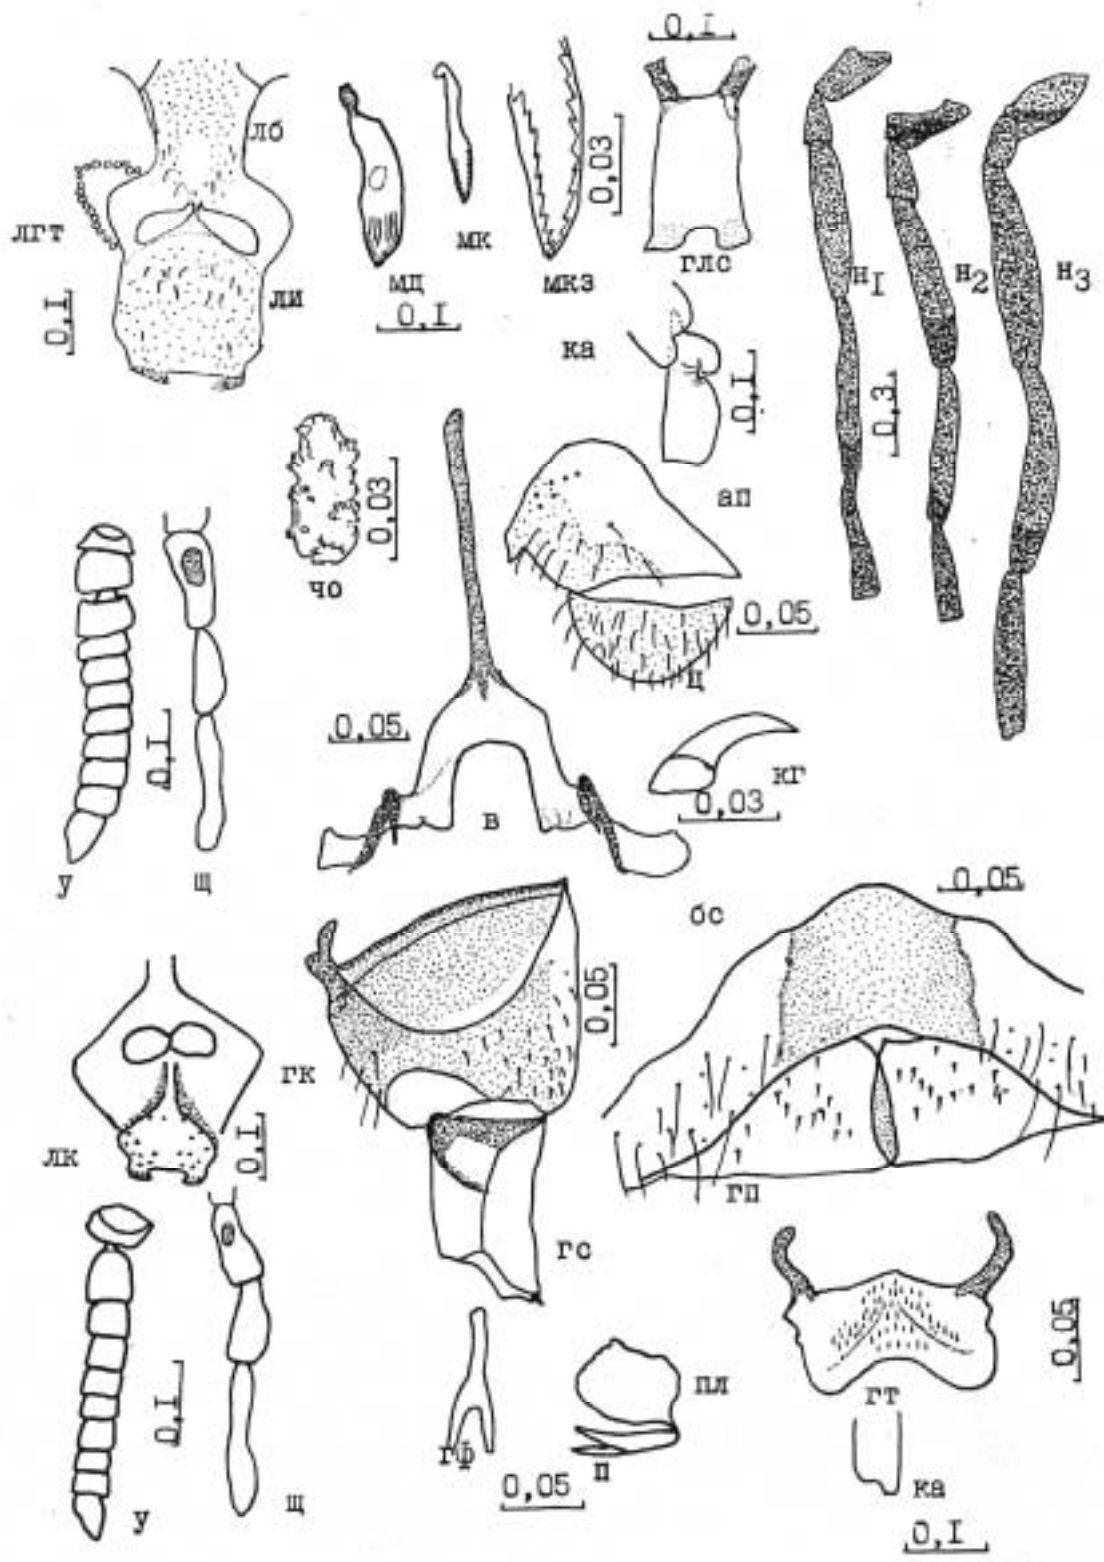 0,1
лб
лгт
0,1
ли
мд
мк
0,1
мкз
0,03
глс
н1
н2
н3
0,3
ка
0,1
чо
0,03
ап
0,05
ц
у
щ
0,1
0,05
в
кг
0,03
бс
0,05
гк
0,05
лк
0,1
гп
гс
у
щ
0,1
гф
0,05
пл
п
гт
0,05
ка
0,1